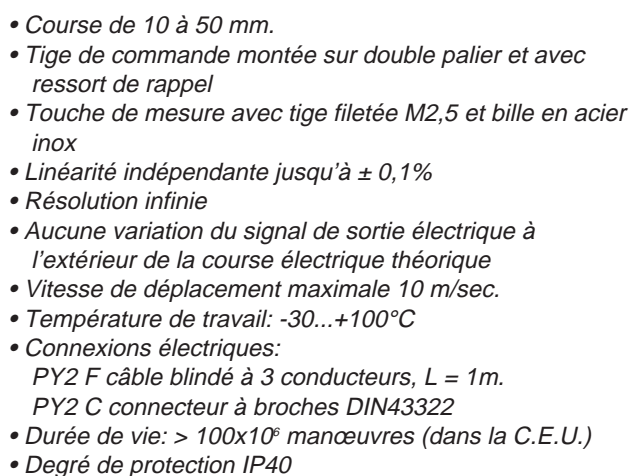 • Course de 10 à 50 mm.
• Tige de commande montée sur double palier et avec
ressort de rappel
• Touche de mesure avec tige filetée M2,5 et bille en acier
inox
• Linéarité indépendante jusqu'à ± 0,1%
• Résolution infinie
• Aucune variation du signal de sortie électrique à
l'extérieur de la course électrique théorique
• Vitesse de déplacement maximale 10 m/sec.
• Température de travail: -30...+100°C
• Connexions électriques:
PY2 F câble blindé à 3 conducteurs, L = 1m.
PY2 C connecteur à broches DIN43322
• Durée de vie: > 100x10⁶ manœuvres (dans la C.E.U.)
• Degré de protection IP40